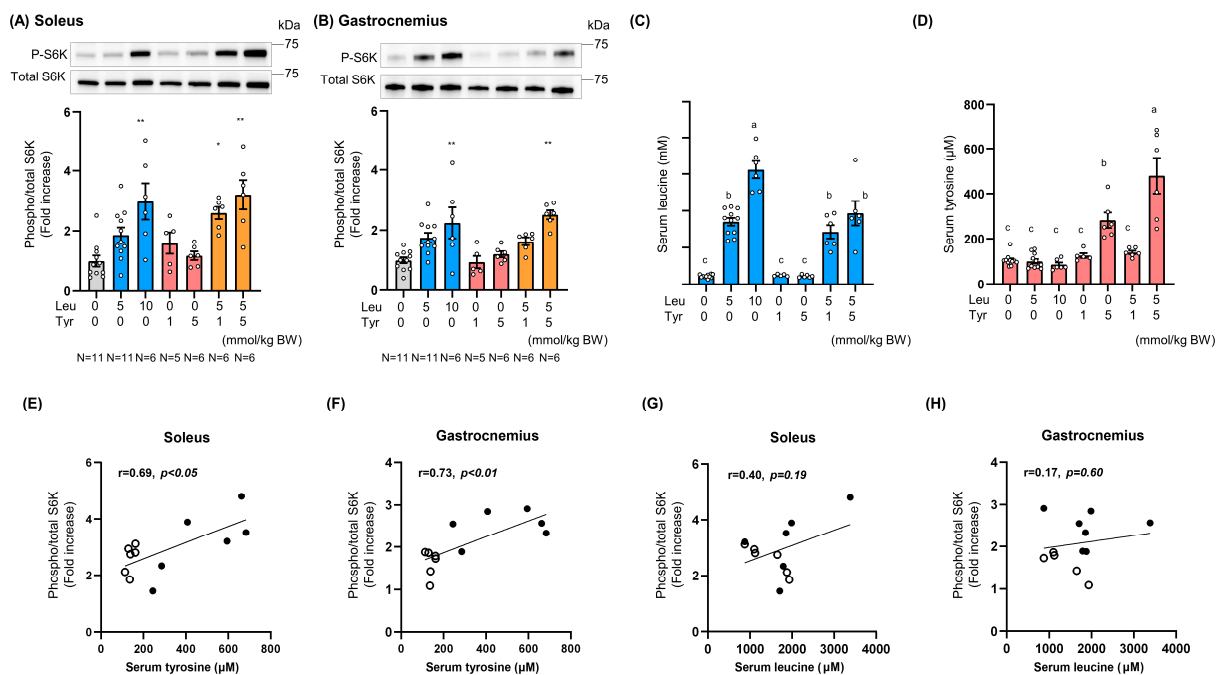 (A) Soleus
kDa
P-S6K
75
Total S6K
75
Phospho/total S6K
(Fold increase)
6
4
2
0
**
*
**
Leu 0 5 10 0 0 5 5
Tyr 0 0 0 1 5 1 5
(mmol/kg BW)
N=11 N=11 N=6 N=5 N=6 N=6 N=6
(B) Gastrocnemius
kDa
P-S6K
75
Total S6K
75
Phospho/total S6K
(Fold increase)
6
4
2
0
**
**
Leu 0 5 10 0 0 5 5
Tyr 0 0 0 1 5 1 5
(mmol/kg BW)
N=11 N=11 N=6 N=5 N=6 N=6 N=6
(C)
Serum leucine (mM)
c b a c c b b
0 5 10 0 0 5 5
0 0 0 1 5 1 5
(mmol/kg BW)
(D)
Serum tyrosine (µM)
800
600
400
200
0
c c c c b c a
0 5 10 0 0 5 5
0 0 0 1 5 1 5
(mmol/kg BW)
(E)
Soleus
r=0.69, p<0.05
Phcspho/total S6K
(Fold increase)
6
4
2
0
0 200 400 600 800
Serum tyrosine (µM)
(F)
Gastrocnemius
r=0.73, p<0.01
Phcspho/total S6K
(Fold increase)
4
3
2
1
0
0 200 400 600 800
Serum tyrosine (µM)
(G)
Soleus
r=0.40, p=0.19
Phcspho/total S6K
(Fold increase)
6
4
2
0
0 1000 2000 3000 4000
Serum leucine (µM)
(H)
Gastrocnemius
r=0.17, p=0.60
Phcspho/total S6K
(Fold increase)
4
3
2
1
0
0 1000 2000 3000 4000
Serum leucine (µM)